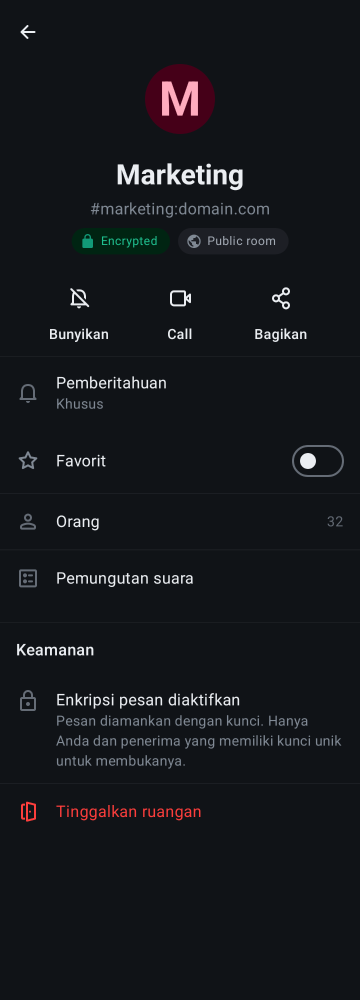 M
Marketing
#marketing:domain.com
Encrypted
Public room
Bunyikan
Call
Bagikan
Pemberitahuan
Khusus
Favorit
Orang
32
Pemungutan suara
Keamanan
Enkripsi pesan diaktifkan
Pesan diamankan dengan kunci. Hanya
Anda dan penerima yang memiliki kunci unik
untuk membukanya.
Tinggalkan ruangan